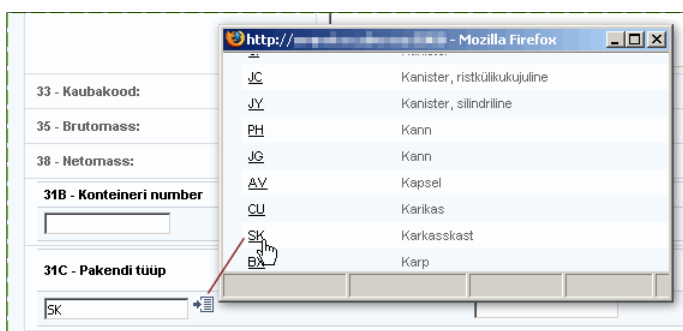 http://
- Mozilla Firefox
JC Kanister, ristkülikukujuline
JY Kanister, silindriline
PH Kann
JG Kann
AV Kapsel
CU Karikas
SK Karkasskast
BX Karp
33 - Kaubakood:
35 - Brutomass:
38 - Netomass:
31B - Konteineri number
31C - Pakendi tüüp
SK